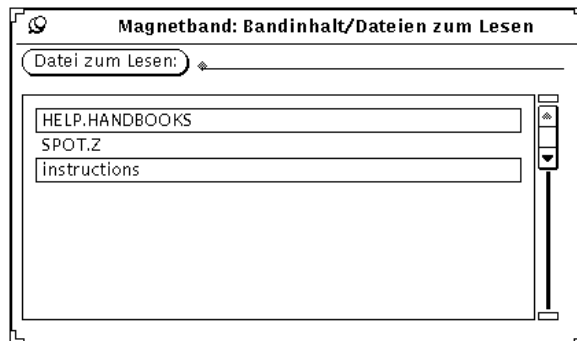 Magnetband: Bandinhalt/Dateien zum Lesen
Datei zum Lesen:
HELP.HANDBOOKS
SPOT.Z
instructions